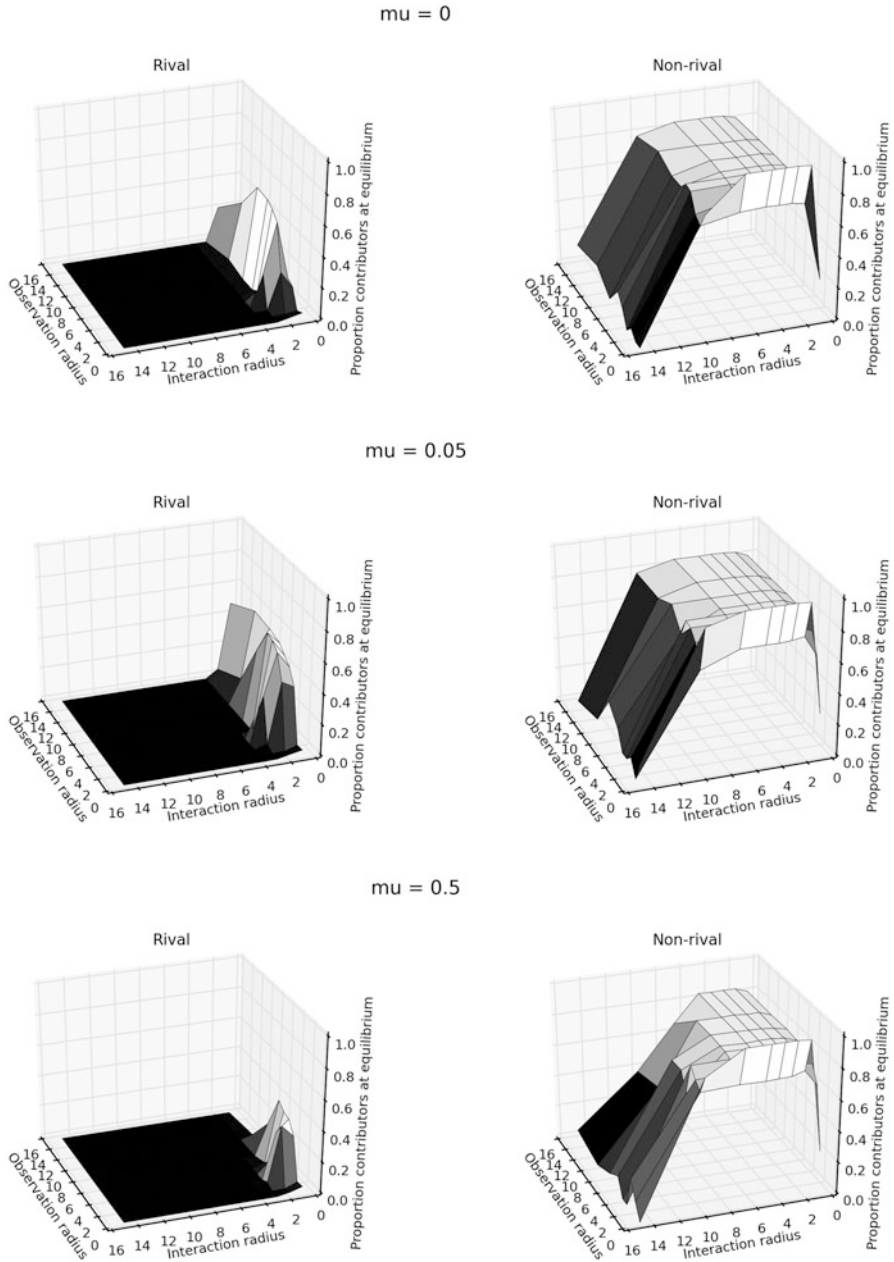 mu = 0
Rival
Non-rival
1.0
0.8
0.6
0.4
0.2
0.0
Proportion contributors at equilibrium
16
14
12
10
8
6
4
2
0
Observation radius
16 14 12 10 8 6 4 2 0
Interaction radius
1.0
0.8
0.6
0.4
0.2
0.0
Proportion contributors at equilibrium
16
14
12
10
8
6
4
2
0
Observation radius
16 14 12 10 8 6 4 2 0
Interaction radius
mu = 0.05
Rival
Non-rival
1.0
0.8
0.6
0.4
0.2
0.0
Proportion contributors at equilibrium
16
14
12
10
8
6
4
2
0
Observation radius
16 14 12 10 8 6 4 2 0
Interaction radius
1.0
0.8
0.6
0.4
0.2
0.0
Proportion contributors at equilibrium
16
14
12
10
8
6
4
2
0
Observation radius
16 14 12 10 8 6 4 2 0
Interaction radius
mu = 0.5
Rival
Non-rival
1.0
0.8
0.6
0.4
0.2
0.0
Proportion contributors at equilibrium
16
14
12
10
8
6
4
2
0
Observation radius
16 14 12 10 8 6 4 2 0
Interaction radius
1.0
0.8
0.6
0.4
0.2
0.0
Proportion contributors at equilibrium
16
14
12
10
8
6
4
2
0
Observation radius
16 14 12 10 8 6 4 2 0
Interaction radius